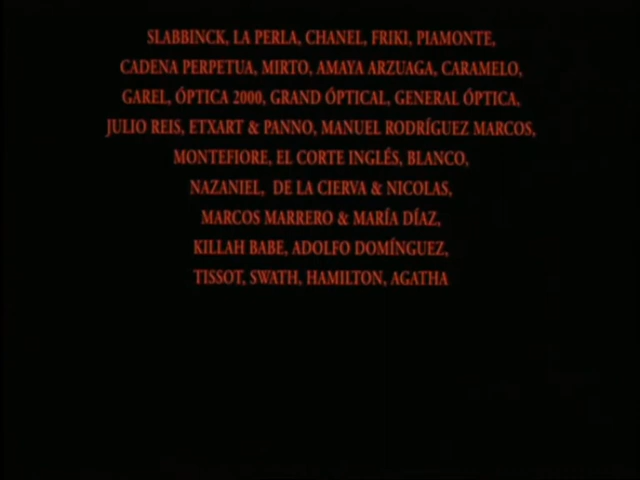 SLABBINCK, LA PERLA, CHANEL, FRIKI, PIAMONTE,
CADENA PERPETUA, MIRTO, AMAYA ARZUAGA, CARAMELO,
GAREL, ÓPTICA 2000, GRAND ÓPTICAL, GENERAL ÓPTICA,
JULIO REIS, ETXART & PANNO, MANUEL RODRÍGUEZ MARCOS,
MONTEFIORE, EL CORTE INGLÉS, BLANCO,
NAZANIEL, DE LA CIERVA & NICOLAS,
MARCOS MARRERO & MARÍA DÍAZ,
KILLAH BABE, ADOLFO DOMÍNGUEZ,
TISSOT, SWATH, HAMILTON, AGATHA